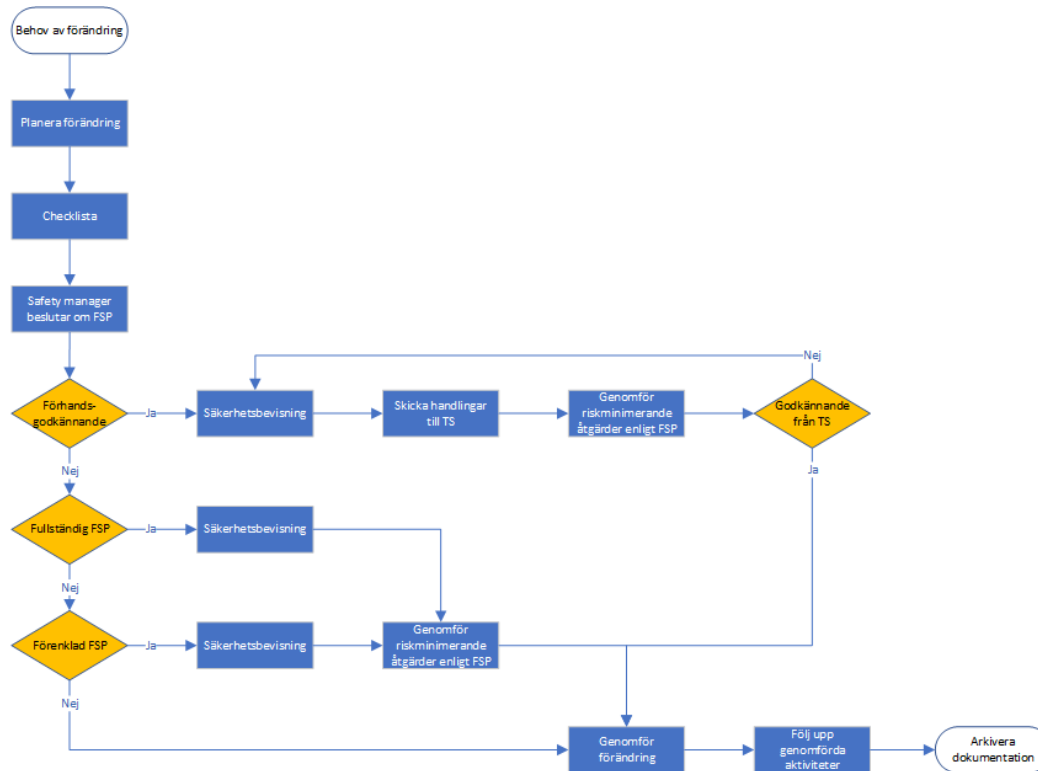 Behov av förändring
Planera förändring
Checklista
Safety manager
beslutar om FSP
Förhands-
godkännande
Ja
Säkerhetsbevisning
Skicka handlingar
till TS
Genomför
riskminimerande
åtgärder enligt FSP
Nej
Godkännande
från TS
Ja
Nej
Fullständig FSP
Ja
Säkerhetsbevisning
Nej
Förenklad FSP
Ja
Säkerhetsbevisning
Genomför
riskminimerande
åtgärder enligt FSP
Nej
Genomför
förändring
Följ upp
genomförda
aktiviteter
Arkivera
dokumentation